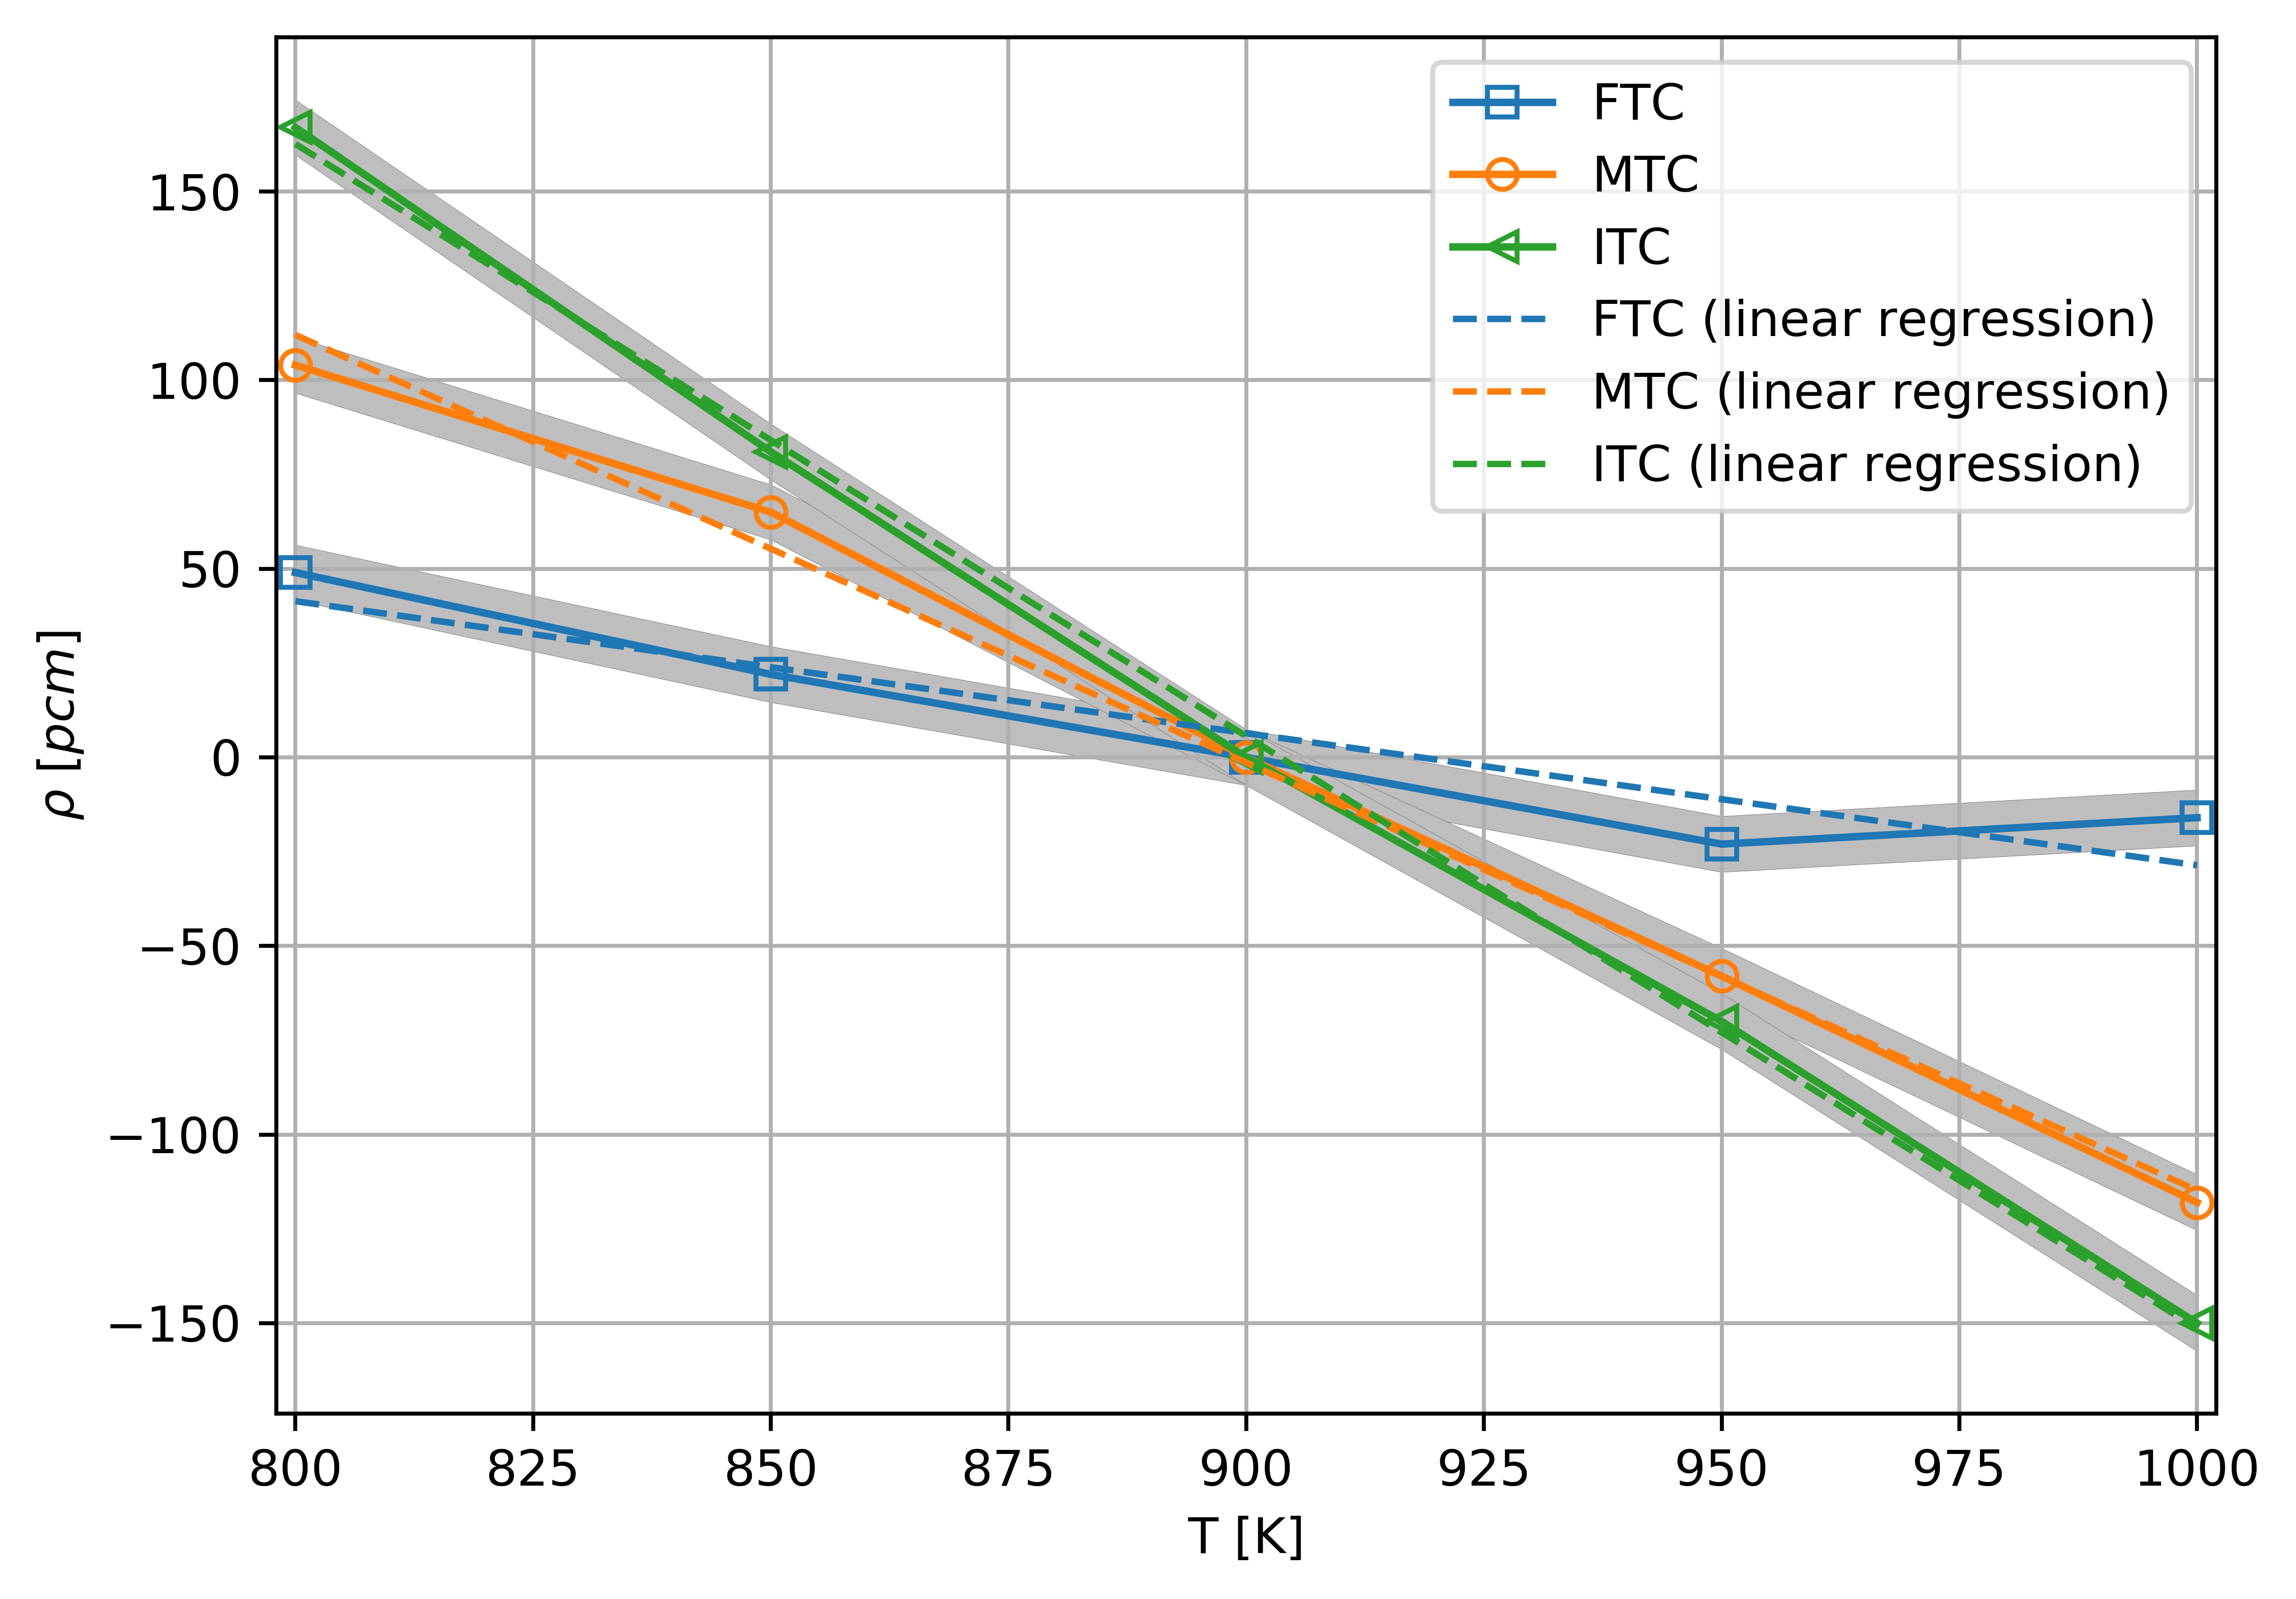 FTC
MTC
ITC
FTC (linear regression)
MTC (linear regression)
ITC (linear regression)
150
100
50
0
−50
−100
−150
ρ [pcm]
800 825 850 875 900 925 950 975 1000
T [K]